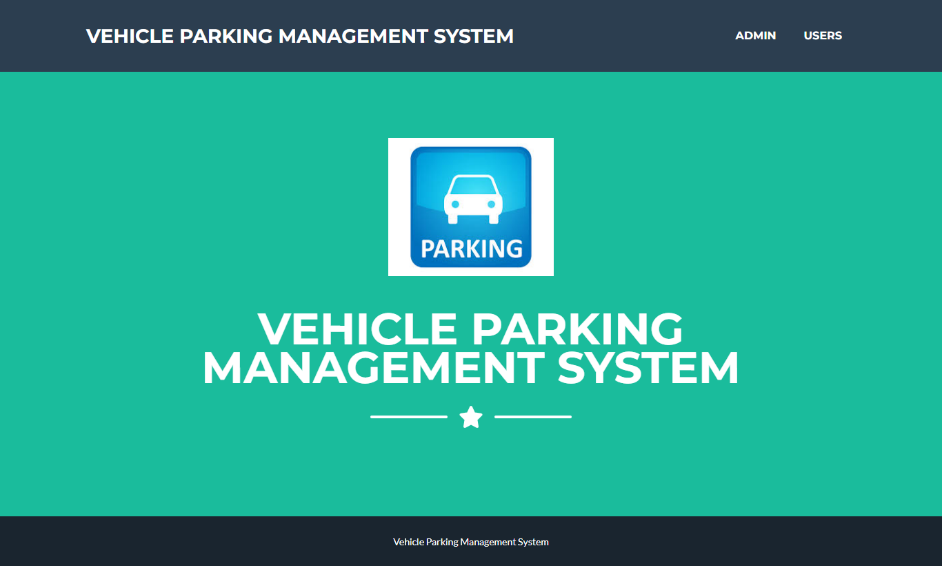 VEHICLE PARKING MANAGEMENT SYSTEM
ADMIN
USERS
PARKING
VEHICLE PARKING
MANAGEMENT SYSTEM
Vehicle Parking Management System